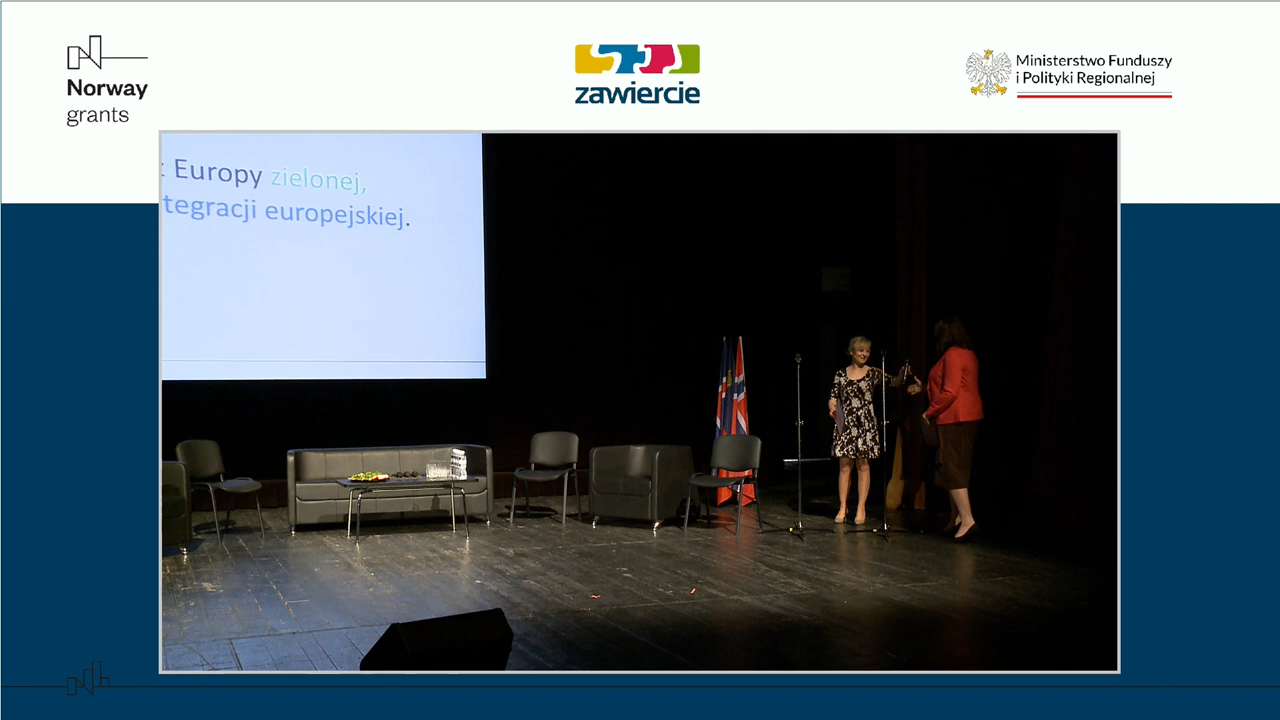 Norway
grants
zawiercie
Ministerstwo Funduszy
i Polityki Regionalnej
: Europy zielonej,
tegracji europejskiej.